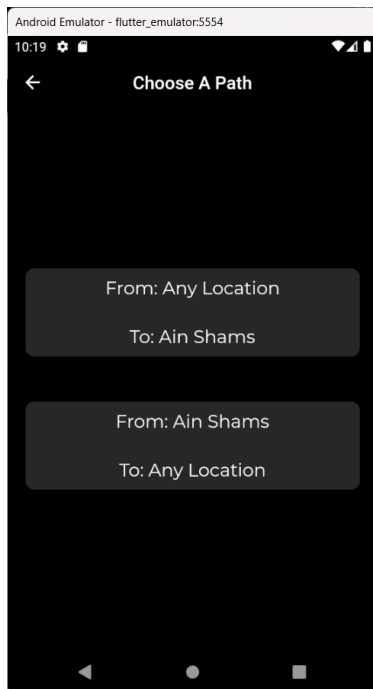 Android Emulator - flutter_emulator:5554
10:19
Choose A Path
From: Any Location
To: Ain Shams
From: Ain Shams
To: Any Location